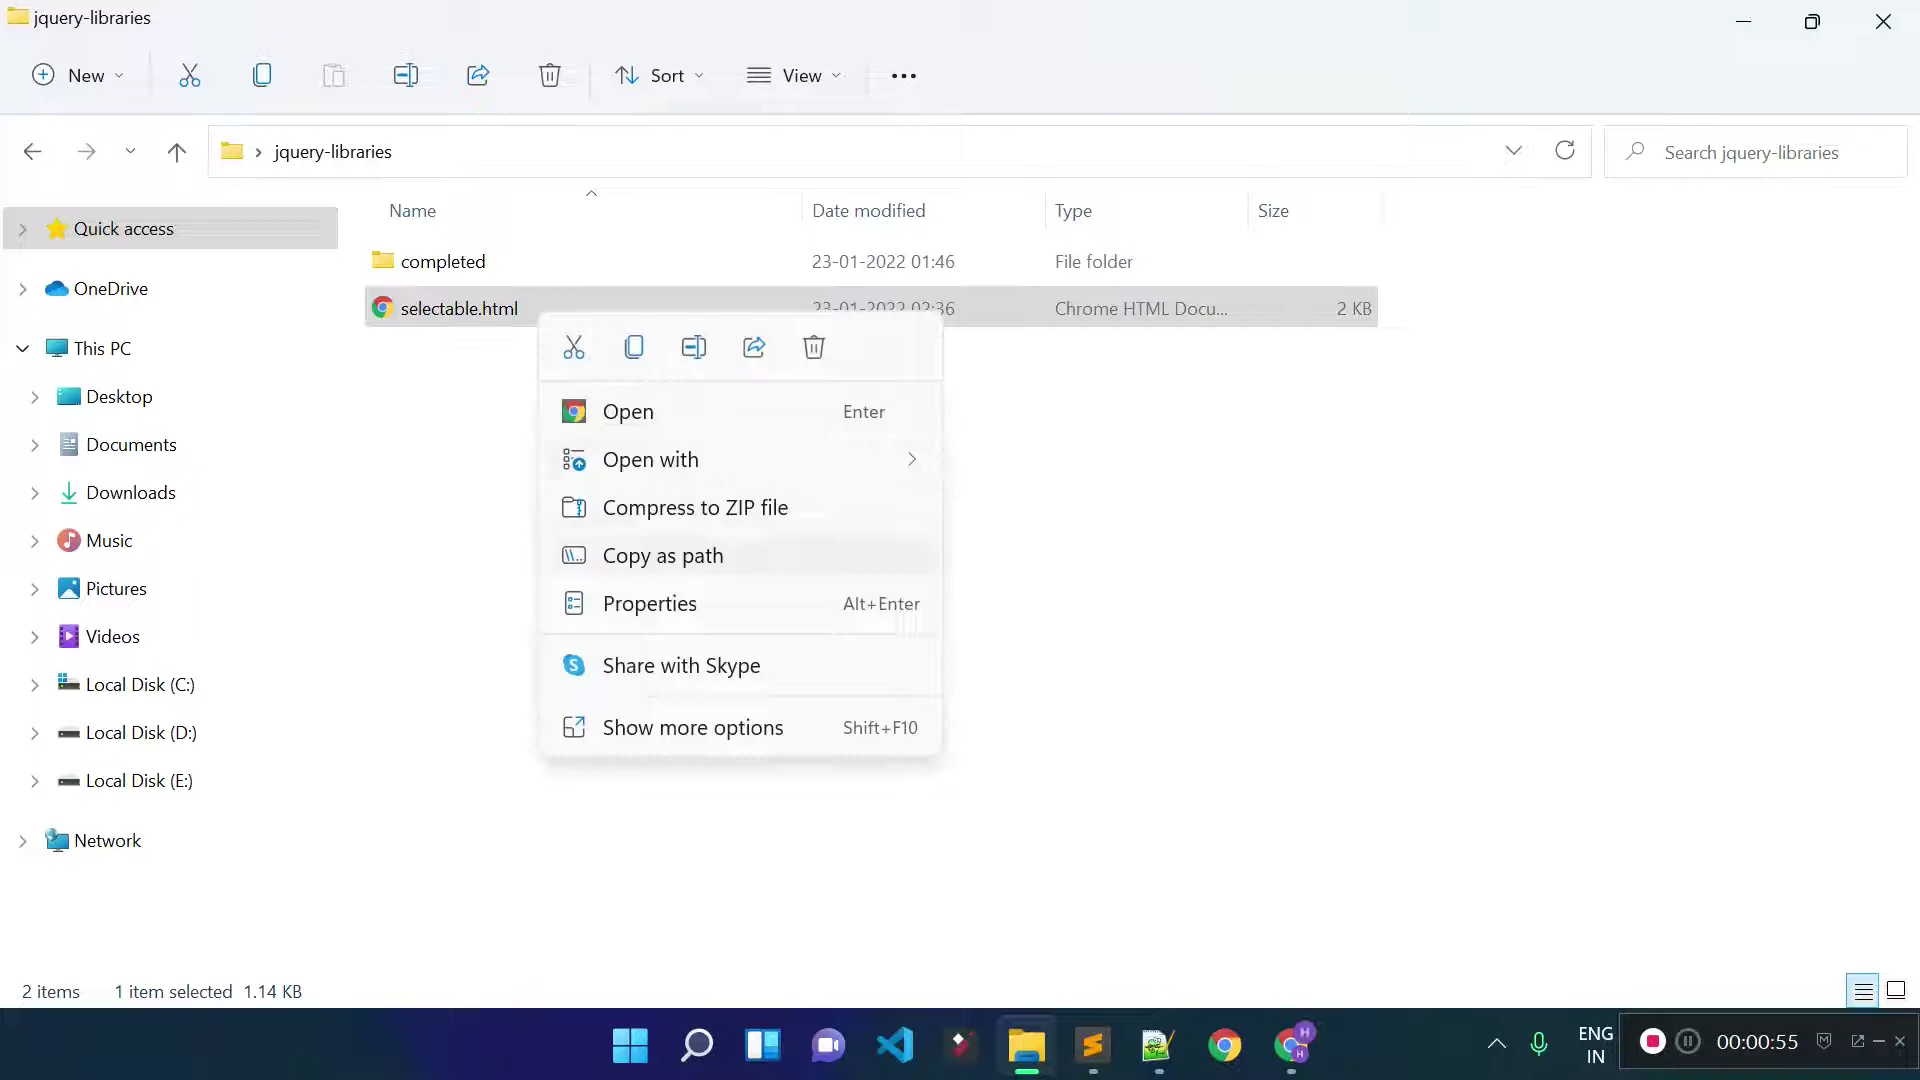 jquery-libraries
New
Sort
View
jquery-libraries
Search jquery-libraries
Name
Date modified
Type
Size
Quick access
OneDrive
This PC
Desktop
Documents
Downloads
Music
Pictures
Videos
Local Disk (C:)
Local Disk (D:)
Local Disk (E:)
Network
completed
23-01-2022 01:46
File folder
selectable.html
23-01-2022 02:36
Chrome HTML Docu...
2 KB
Open
Enter
Open with
Compress to ZIP file
Copy as path
Properties
Alt+Enter
Share with Skype
Show more options
Shift+F10
2 items
1 item selected 1.14 KB
ENG
IN
00:00:55